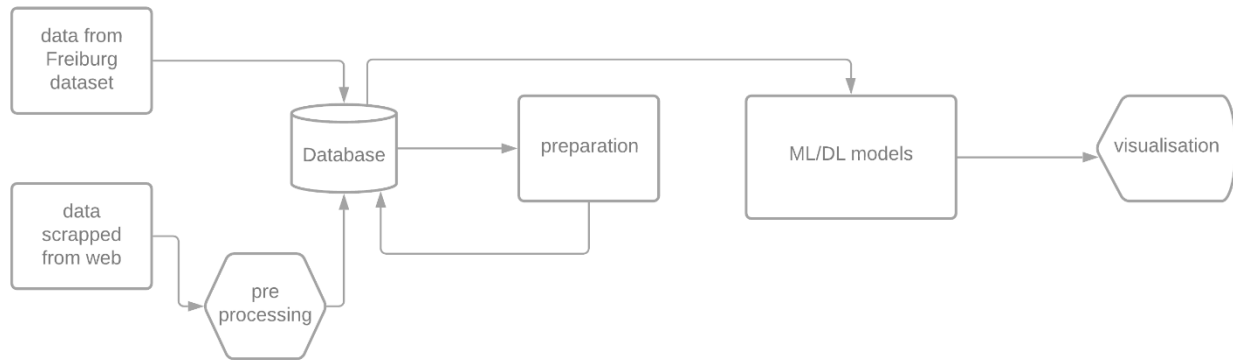 data from
Freiburg
dataset
Database
preparation
ML/DL models
visualisation
data
scrapped
from web
pre
processing